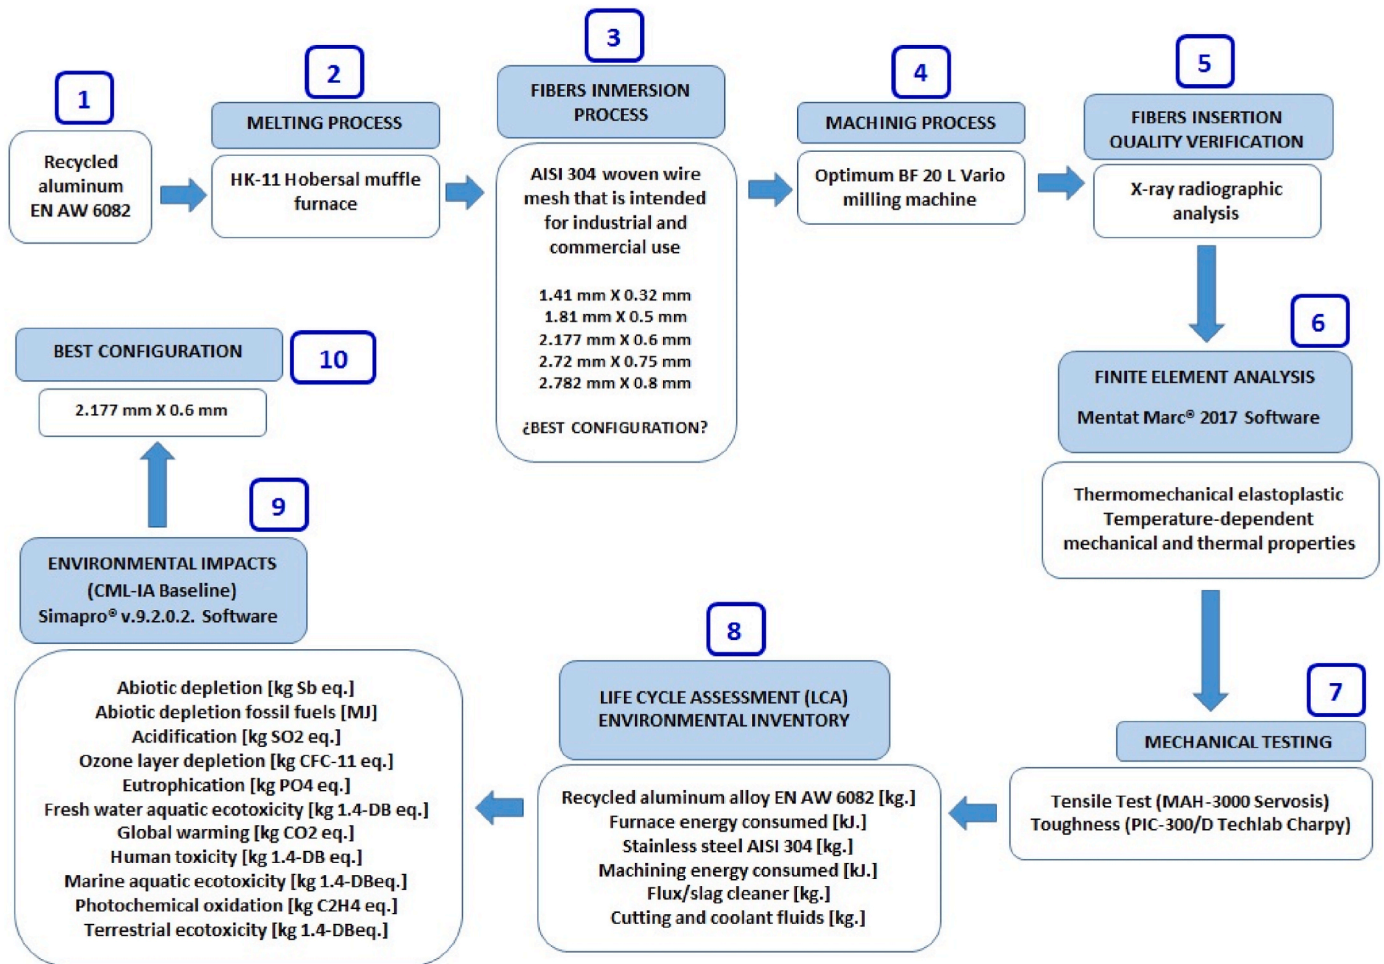 1
Recycled
aluminum
EN AW 6082
2
MELTING PROCESS
HK-11 Hobersal muffle
furnace
3
FIBERS INMERSION
PROCESS
AISI 304 woven wire
mesh that is intended
for industrial and
commercial use
1.41 mm X 0.32 mm
1.81 mm X 0.5 mm
2.177 mm X 0.6 mm
2.72 mm X 0.75 mm
2.782 mm X 0.8 mm
¿BEST CONFIGURATION?
4
MACHINIG PROCESS
Optimum BF 20 L Vario
milling machine
5
FIBERS INSERTION
QUALITY VERIFICATION
X-ray radiographic
analysis
6
FINITE ELEMENT ANALYSIS
Mentat Marc® 2017 Software
Thermomechanical elastoplastic
Temperature-dependent
mechanical and thermal properties
7
MECHANICAL TESTING
Tensile Test (MAH-3000 Servosis)
Toughness (PIC-300/D Techlab Charpy)
8
LIFE CYCLE ASSESSMENT (LCA)
ENVIRONMENTAL INVENTORY
Recycled aluminum alloy EN AW 6082 [kg.]
Furnace energy consumed [kJ.]
Stainless steel AISI 304 [kg.]
Machining energy consumed [kJ.]
Flux/slag cleaner [kg.]
Cutting and coolant fluids [kg.]
9
ENVIRONMENTAL IMPACTS
(CML-IA Baseline)
Simapro® v.9.2.0.2. Software
Abiotic depletion [kg Sb eq.]
Abiotic depletion fossil fuels [MJ]
Acidification [kg SO2 eq.]
Ozone layer depletion [kg CFC-11 eq.]
Eutrophication [kg PO4 eq.]
Fresh water aquatic ecotoxicity [kg 1.4-DB eq.]
Global warming [kg CO2 eq.]
Human toxicity [kg 1.4-DB eq.]
Marine aquatic ecotoxicity [kg 1.4-DBeq.]
Photochemical oxidation [kg C2H4 eq.]
Terrestrial ecotoxicity [kg 1.4-DBeq.]
10
BEST CONFIGURATION
2.177 mm X 0.6 mm